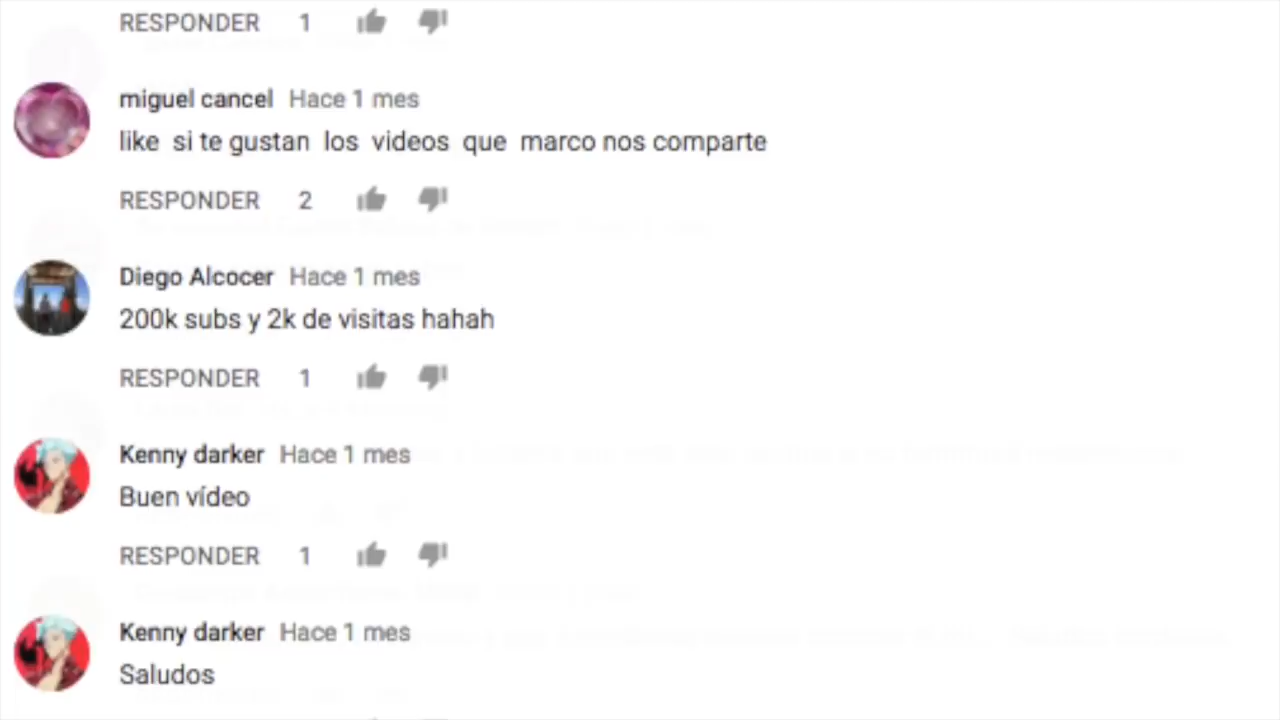 RESPONDER 1
miguel cancel Hace 1 mes
like si te gustan los videos que marco nos comparte
RESPONDER 2
Diego Alcocer Hace 1 mes
200k subs y 2k de visitas hahah
RESPONDER 1
Kenny darker Hace 1 mes
Buen vídeo
RESPONDER 1
Kenny darker Hace 1 mes
Saludos